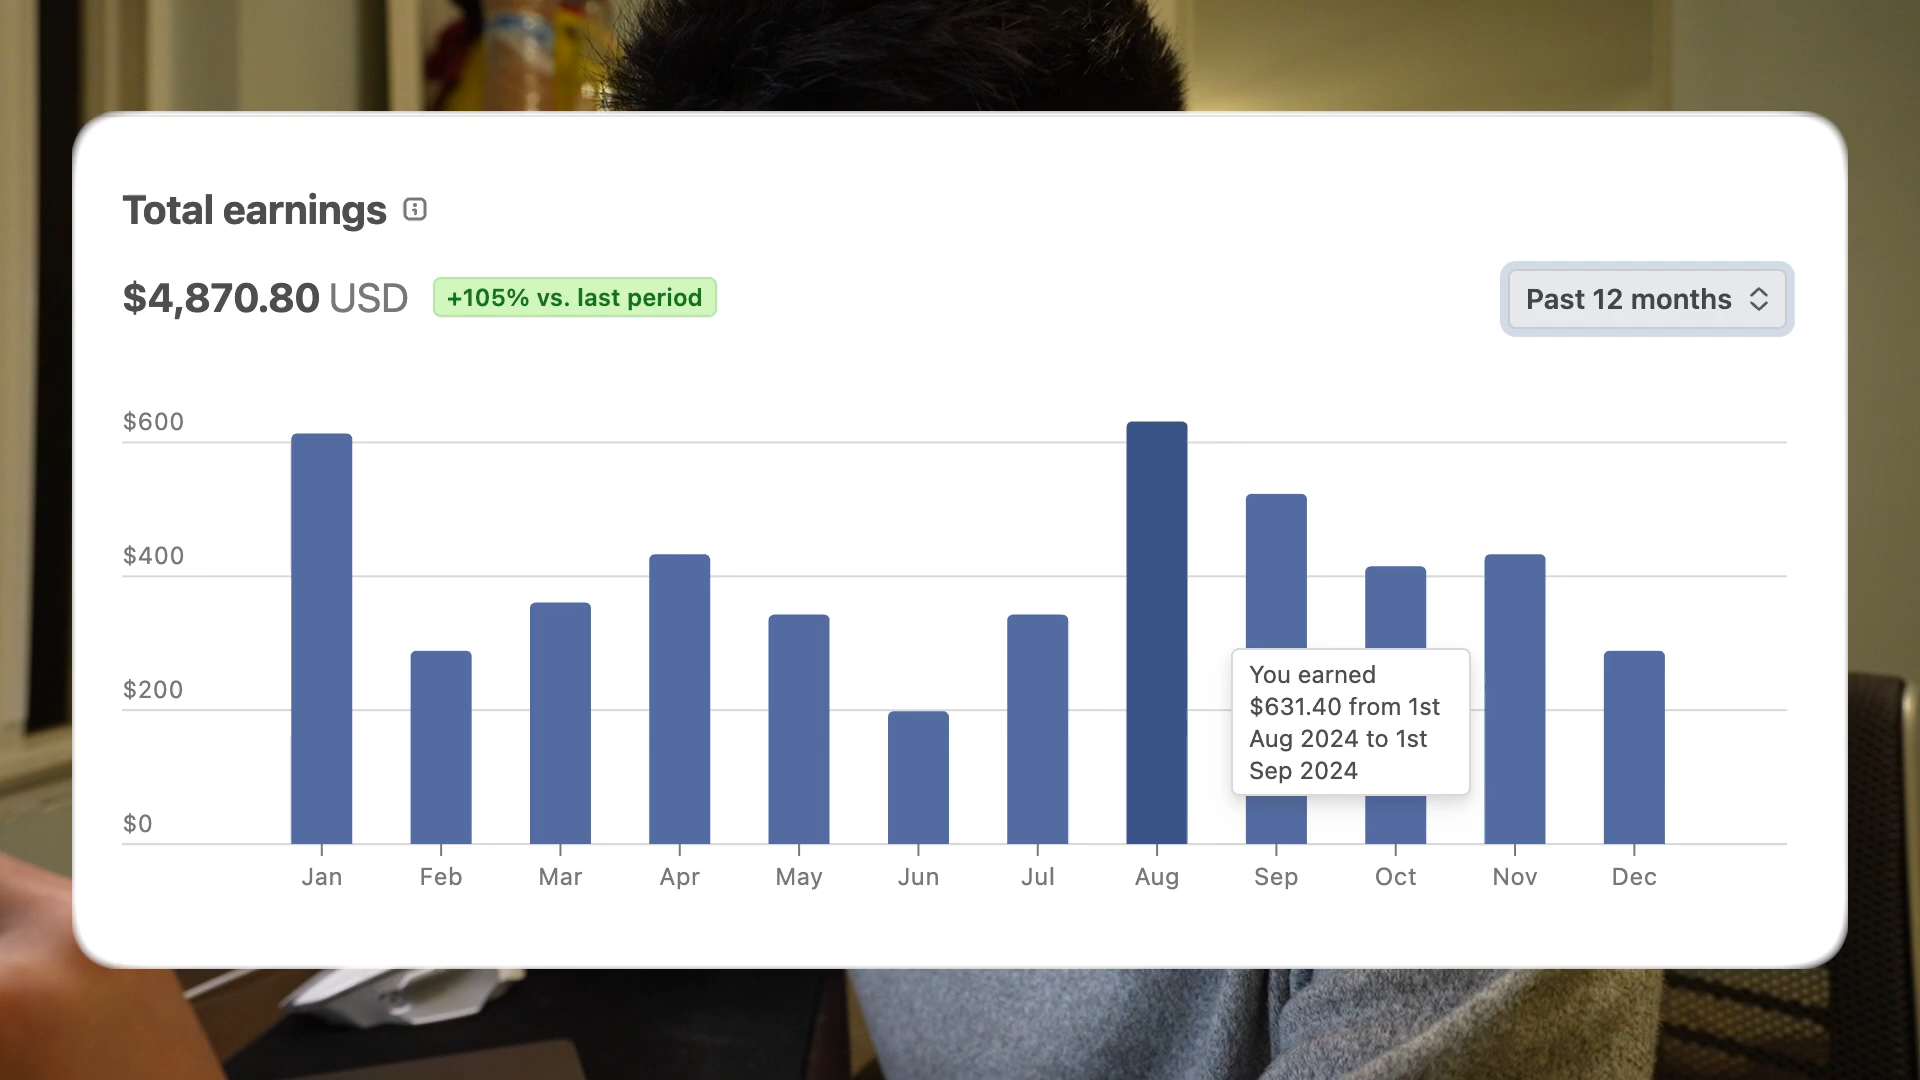 Total earnings
$4,870.80 USD +105% vs. last period
Past 12 months
$600
$400
$200
$0
You earned
$631.40 from 1st
Aug 2024 to 1st
Sep 2024
Jan Feb Mar Apr May Jun Jul Aug Sep Oct Nov Dec